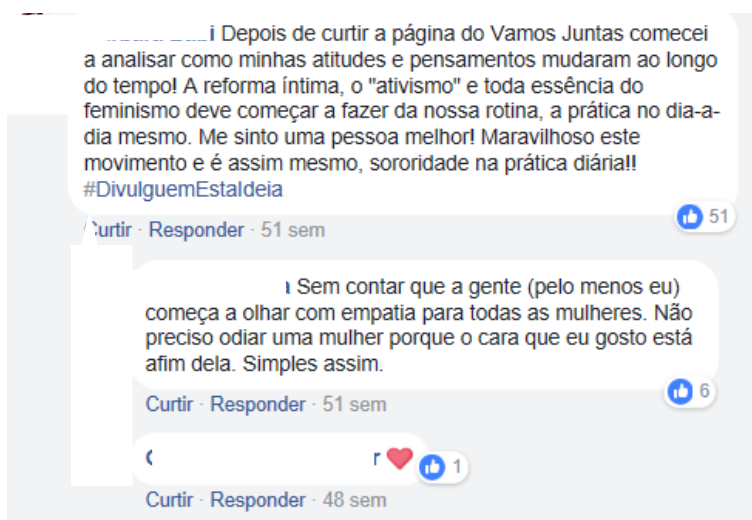 Depois de curtir a página do Vamos Juntas comecei
a analisar como minhas atitudes e pensamentos mudaram ao longo
do tempo! A reforma íntima, o "ativismo" e toda essência do
feminismo deve começar a fazer da nossa rotina, a prática no dia-a-
dia mesmo. Me sinto uma pessoa melhor! Maravilhoso este
movimento e é assim mesmo, sororidade na prática diária!!
#DivulguemEstaIdeia
51
Curtir · Responder · 51 sem
Sem contar que a gente (pelo menos eu)
começa a olhar com empatia para todas as mulheres. Não
preciso odiar uma mulher porque o cara que eu gosto está
afim dela. Simples assim.
6
Curtir · Responder · 51 sem
1
Curtir · Responder · 48 sem